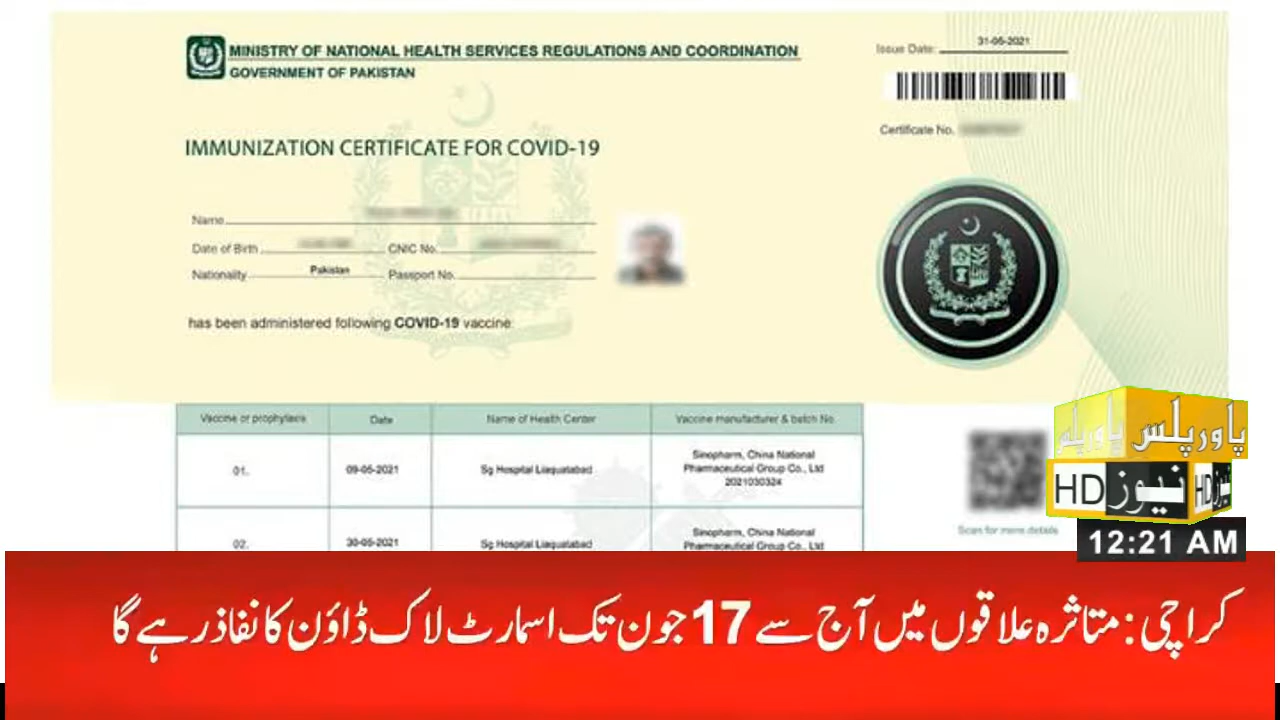 MINISTRY OF NATIONAL HEALTH SERVICES REGULATIONS AND COORDINATION
GOVERNMENT OF PAKISTAN
Issue Date: 31-05-2021
Certificate No.
IMMUNIZATION CERTIFICATE FOR COVID-19
Name
Date of Birth CNIC No.
Nationality Pakistan Passport No.
has been administered following COVID-19 vaccine:
Vaccine or prophylaxis Date Name of Health Center Vaccine manufacturer & batch No.
01. 09-05-2021 Sg Hospital Liaquatabad Sinopharm, China National
Pharmaceutical Group Co., Ltd
2021030324
02. 30-05-2021 Sg Hospital Liaquatabad Sinopharm, China National
Pharmaceutical Group Co., Ltd
Scan for more details
پاور پلس پاور پلس
HD نیوز HD نیوز
12:21 AM
کراچی: متاثرہ علاقوں میں آج سے 17 جون تک اسمارٹ لاک ڈاؤن کا نفاذ رہے گا